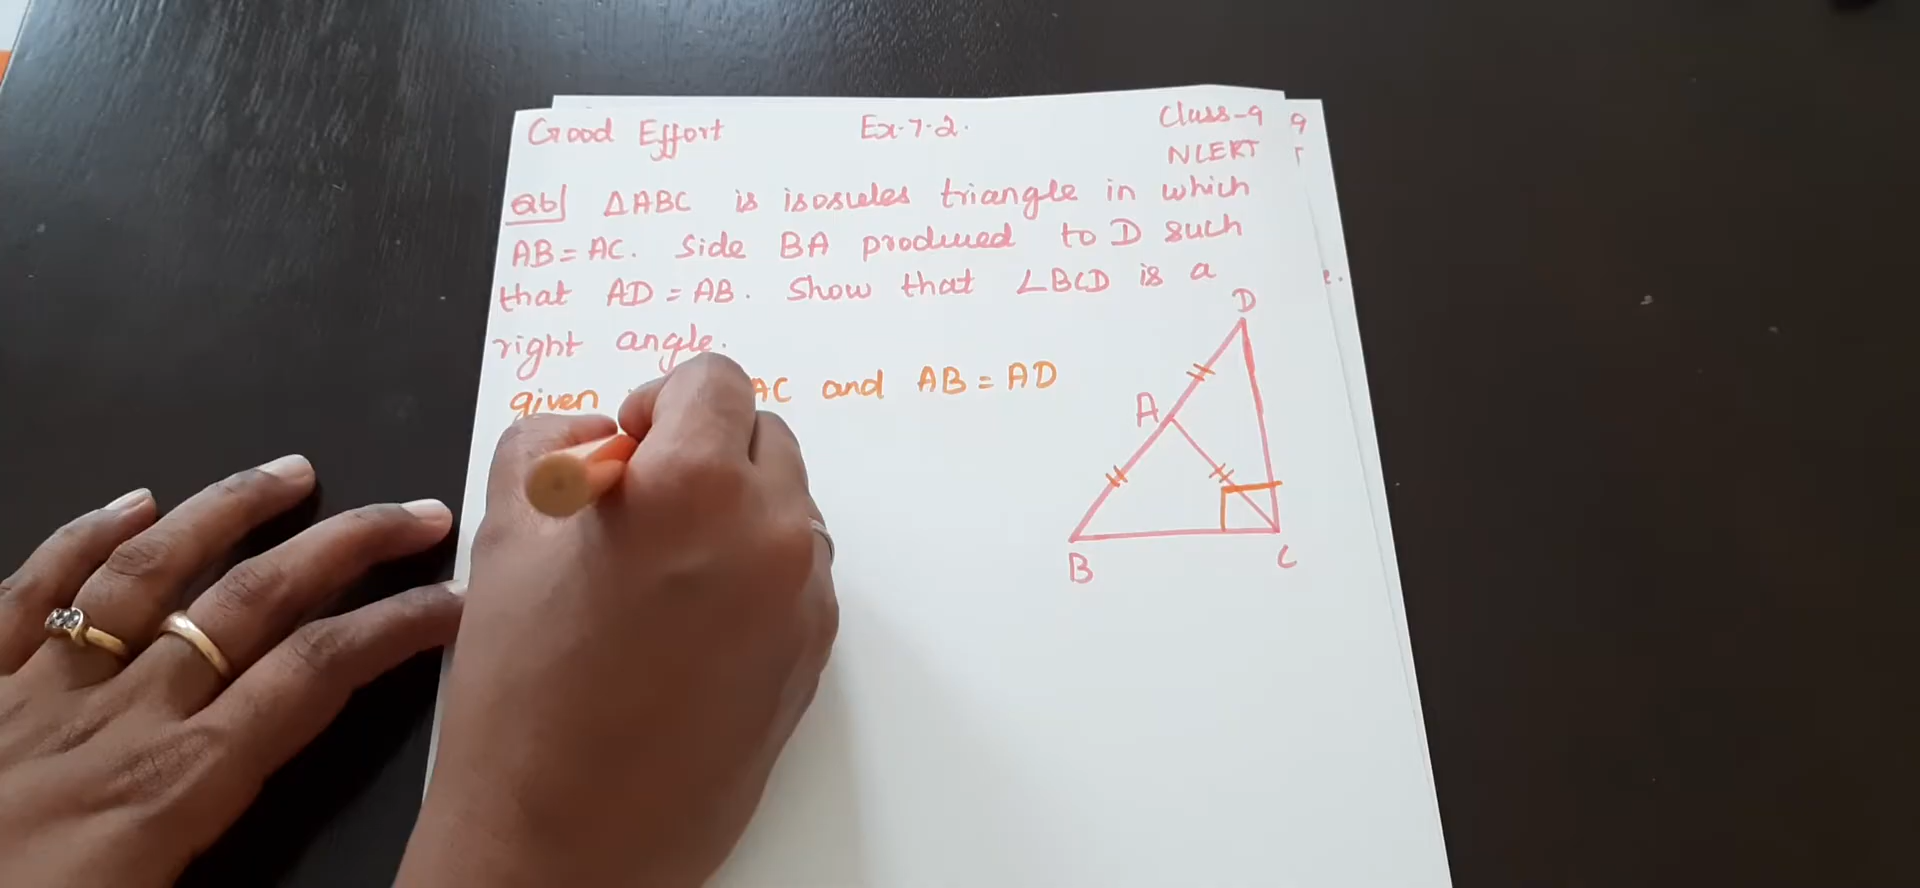 Good Effort Ex.7.2. Class-9
NCERT
Q6 ΔABC is isosceles triangle in which
AB = AC. Side BA produced to D such
that AD = AB. Show that ∠BCD is a
right angle.
given AC and AB = AD
D
A
B C
9